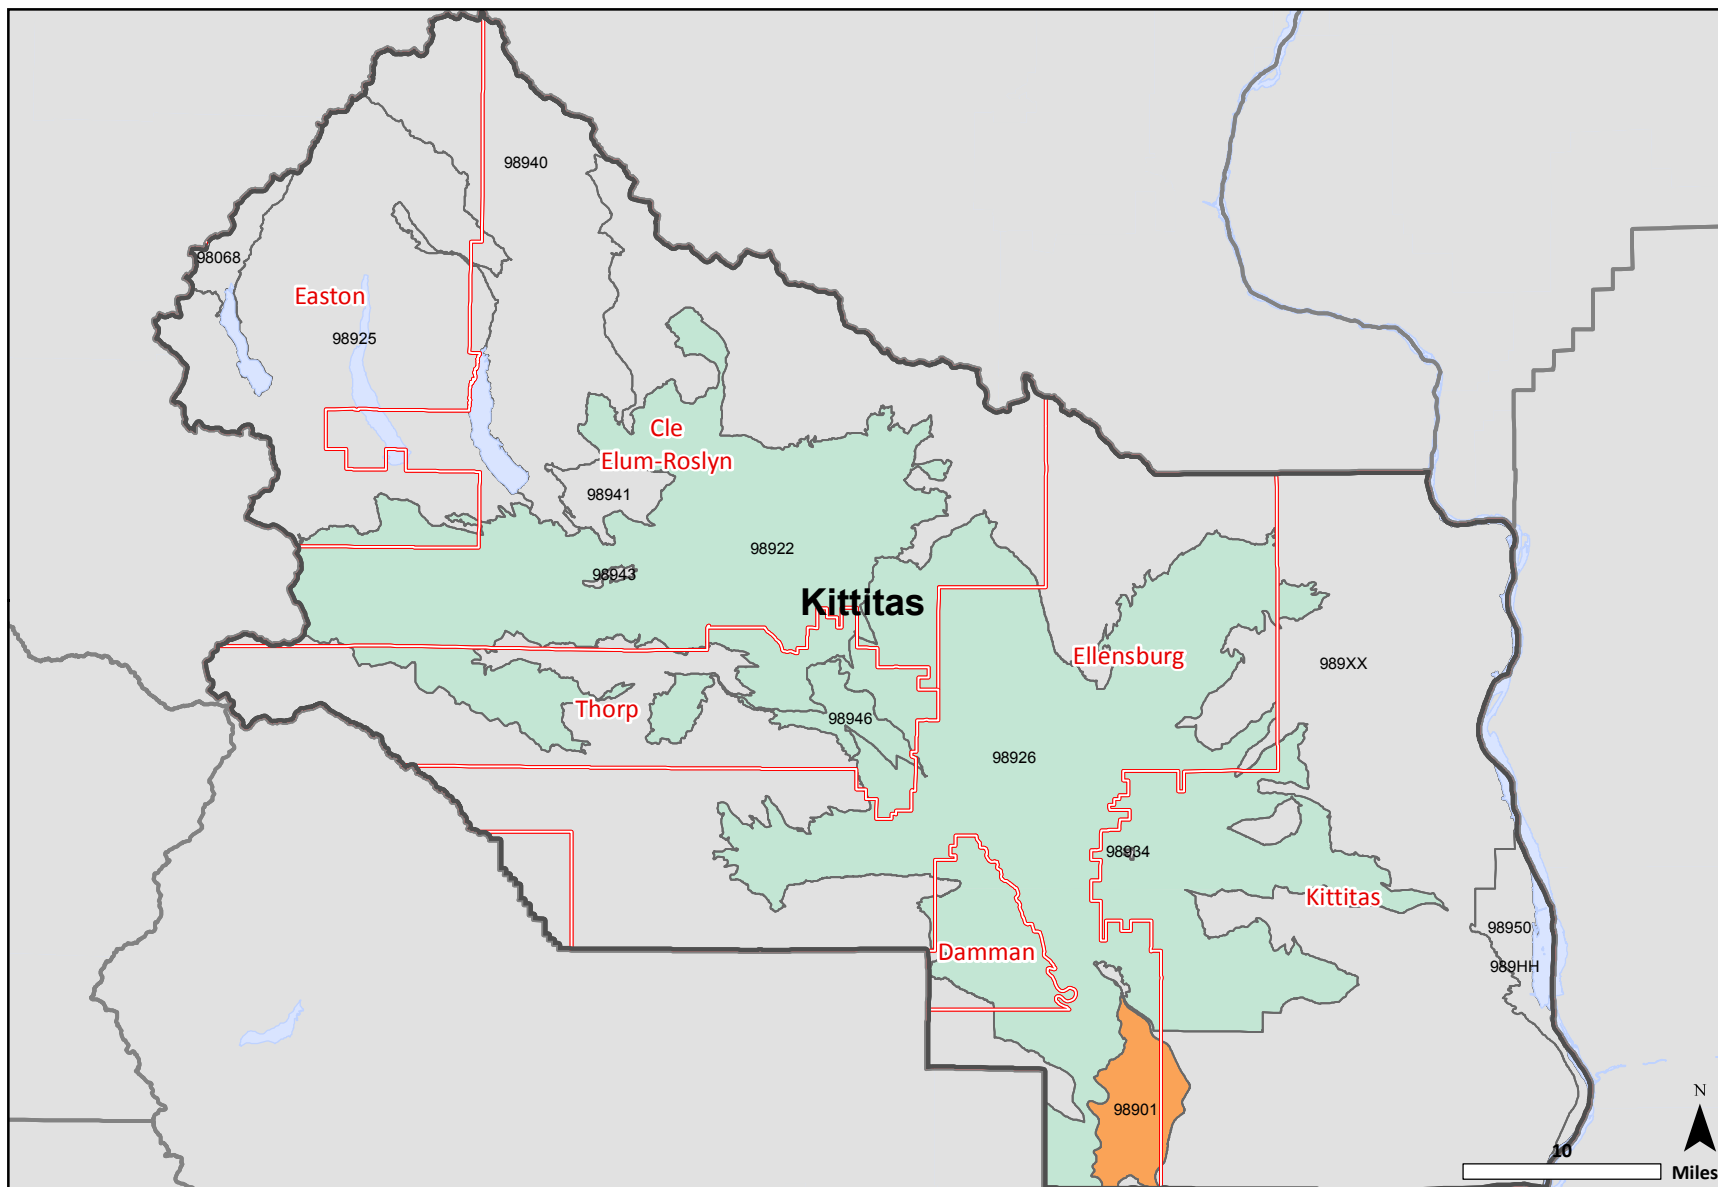 98940
98068
Easton
98925
Cle
Elum-Roslyn
98941
98922
98943
Kittitas
Ellensburg
989XX
Thorp
98946
98926
98934
Kittitas
98950
Damman
989HH
98901
N
10
Miles